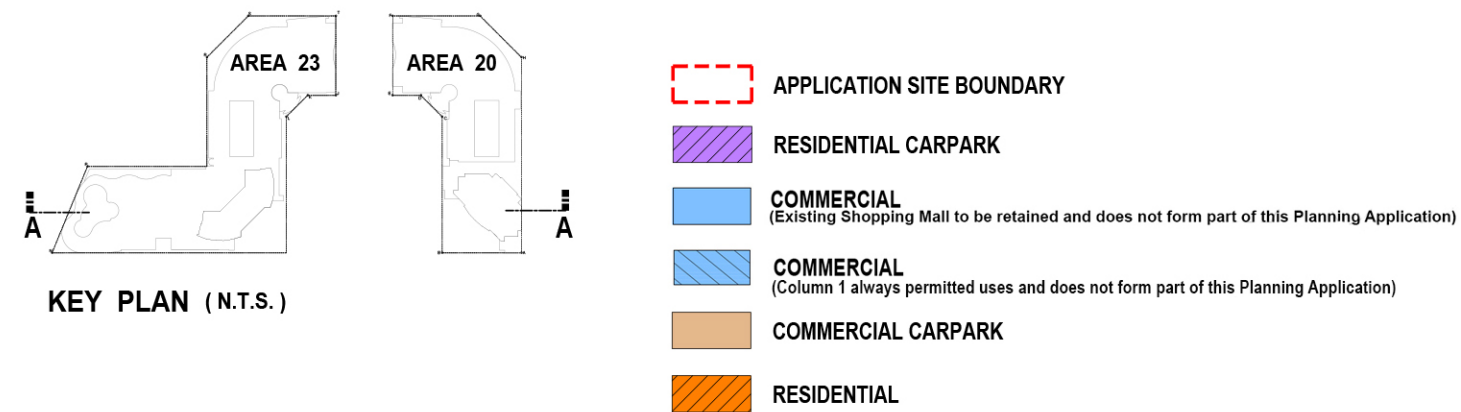 AREA 23
AREA 20
A
A
KEY PLAN ( N.T.S. )
APPLICATION SITE BOUNDARY
RESIDENTIAL CARPARK
COMMERCIAL
(Existing Shopping Mall to be retained and does not form part of this Planning Application)
COMMERCIAL
(Column 1 always permitted uses and does not form part of this Planning Application)
COMMERCIAL CARPARK
RESIDENTIAL